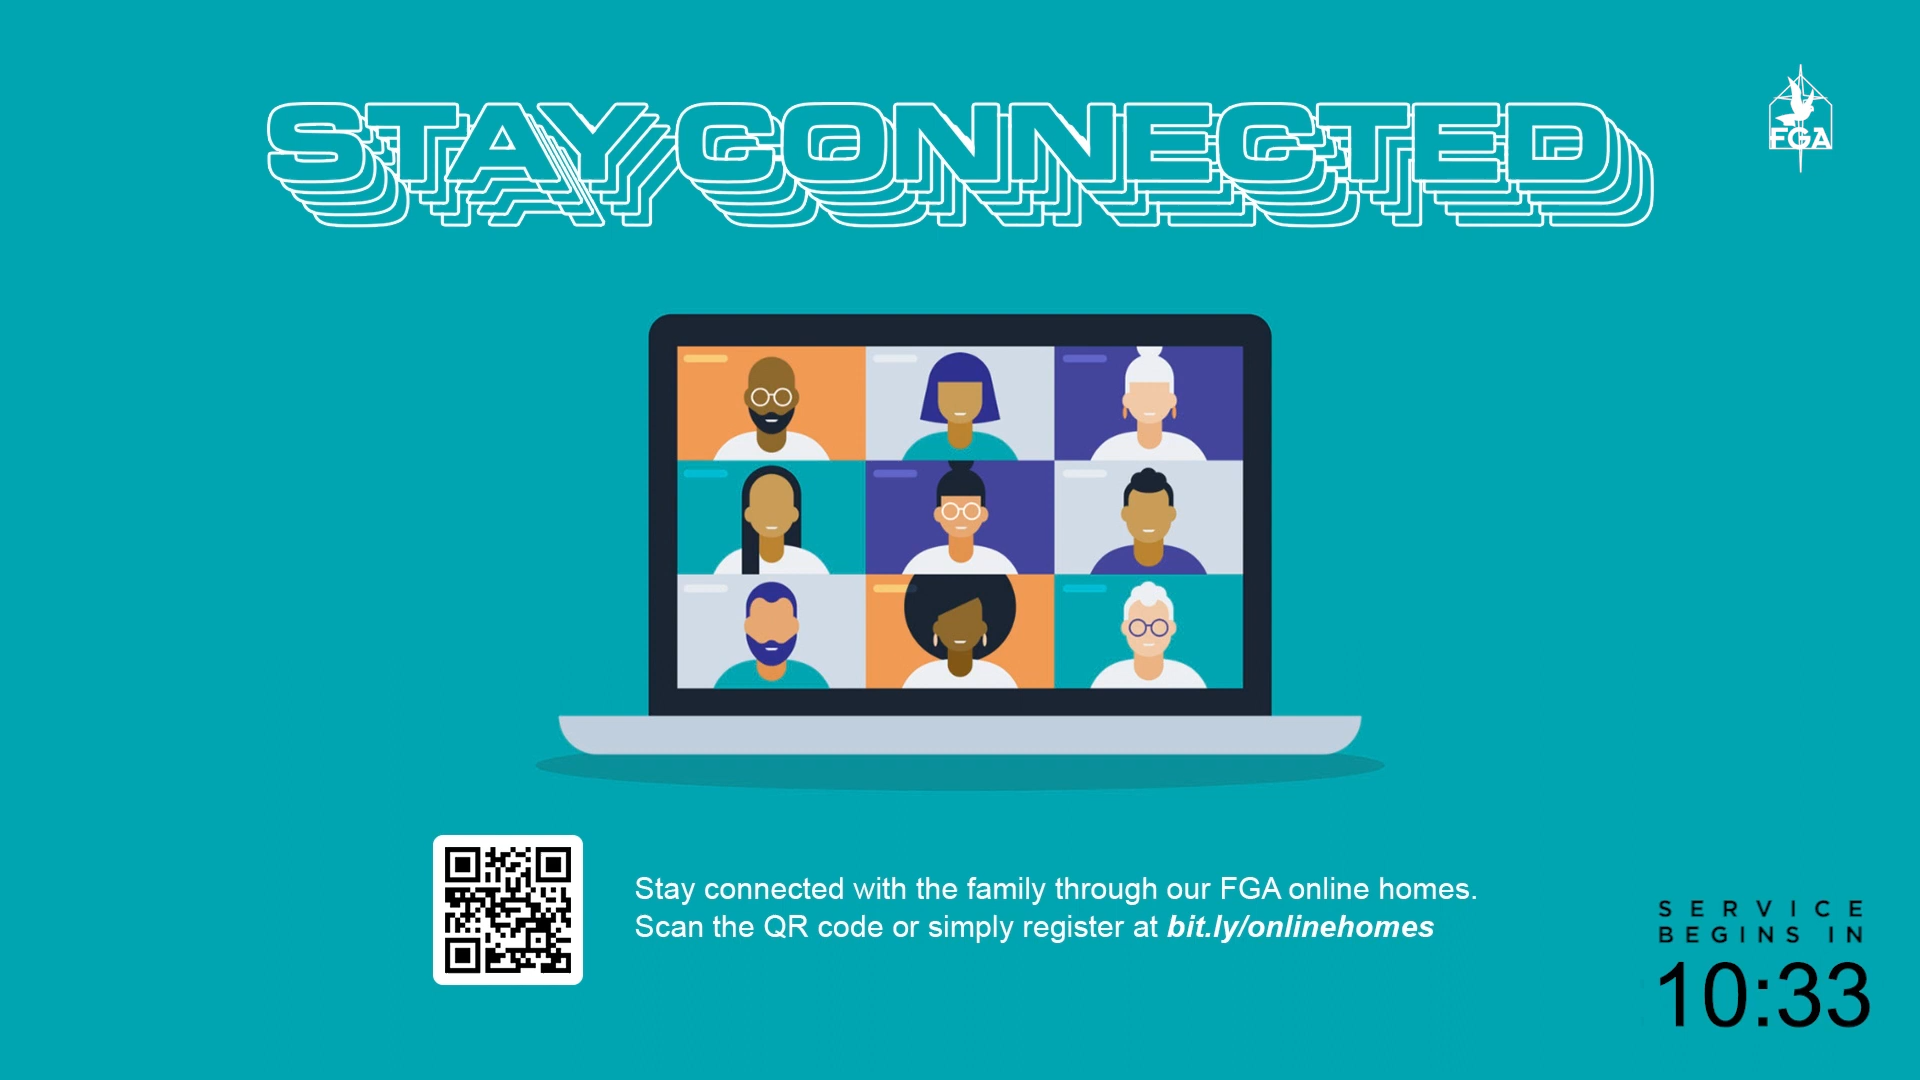 STAY CONNECTED
FGA
Stay connected with the family through our FGA online homes.
Scan the QR code or simply register at bit.ly/onlinehomes
SERVICE
BEGINS IN
10:33